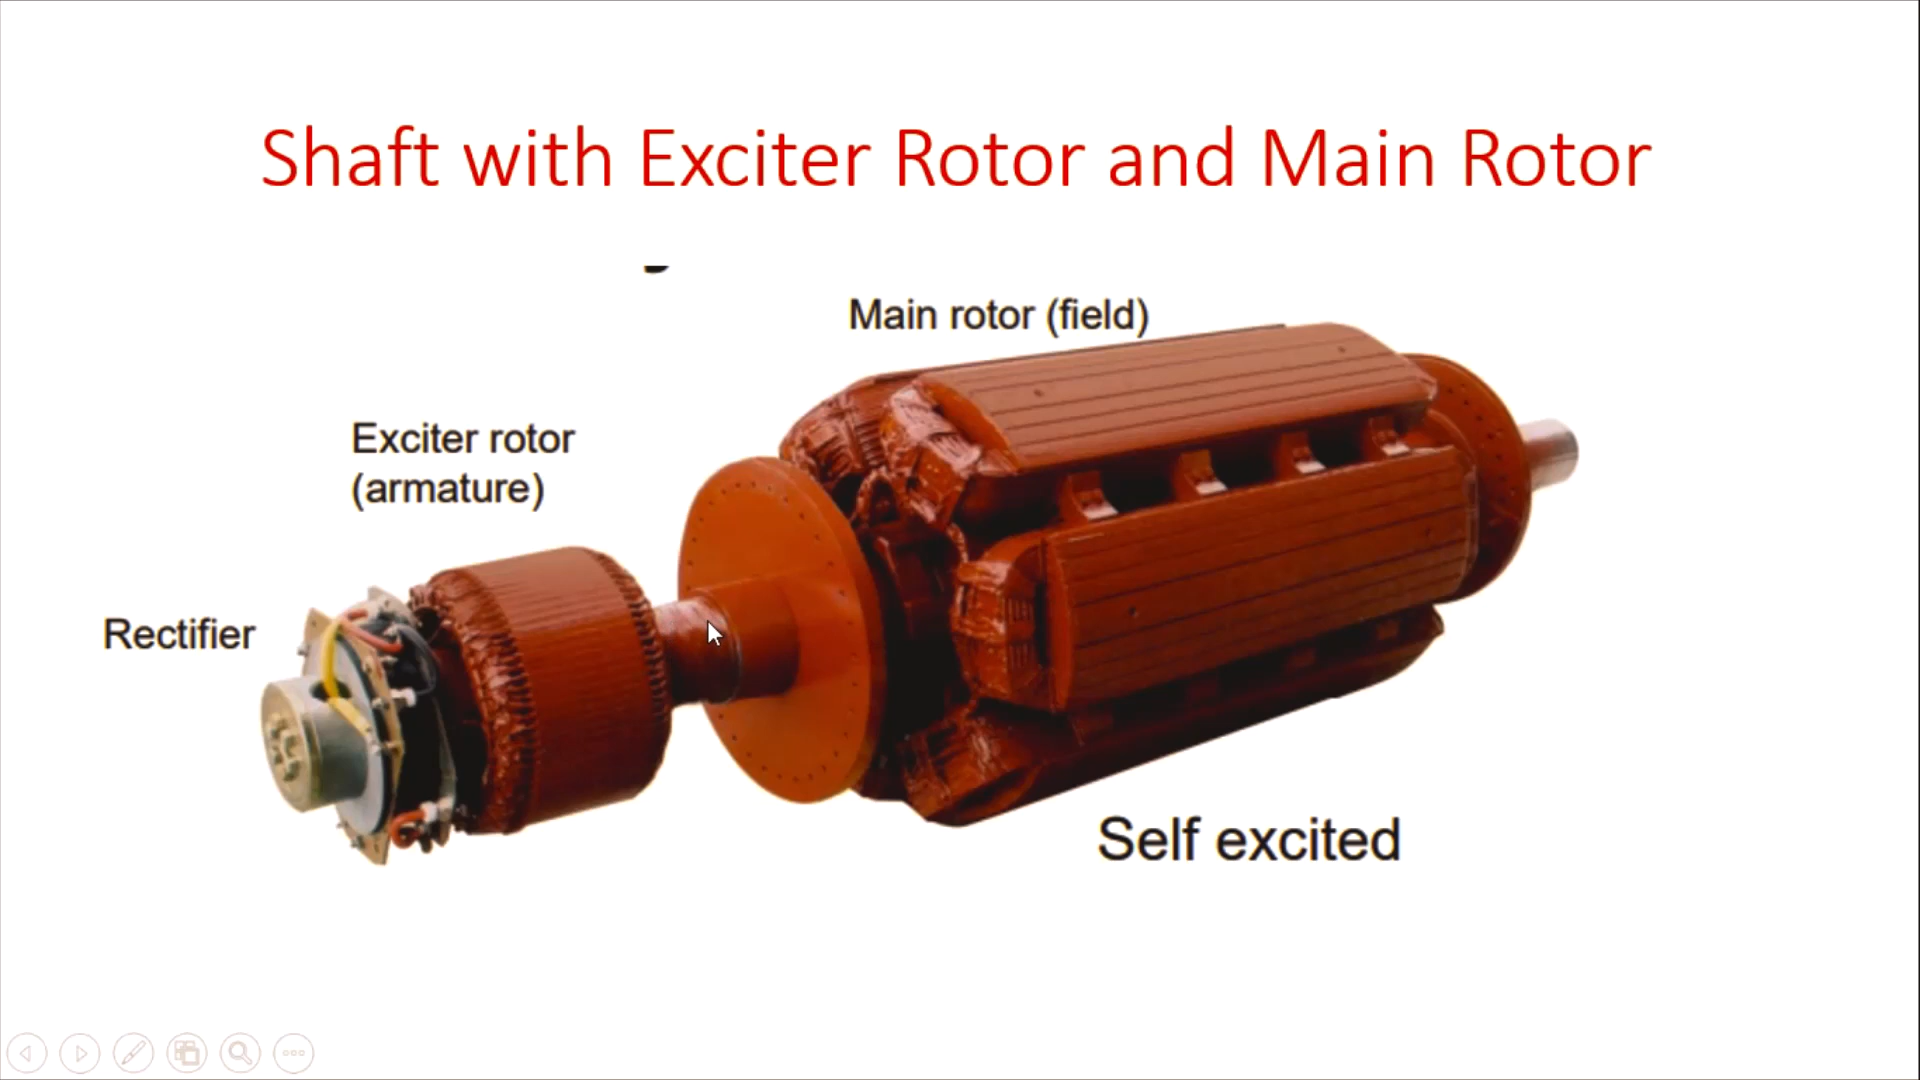 Shaft with Exciter Rotor and Main Rotor
Main rotor (field)
Exciter rotor
(armature)
Rectifier
Self excited